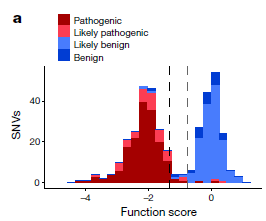 a
Pathogenic
Likely pathogenic
Likely benign
Benign
SNVs
40
20
0
−4
−2
0
Function score